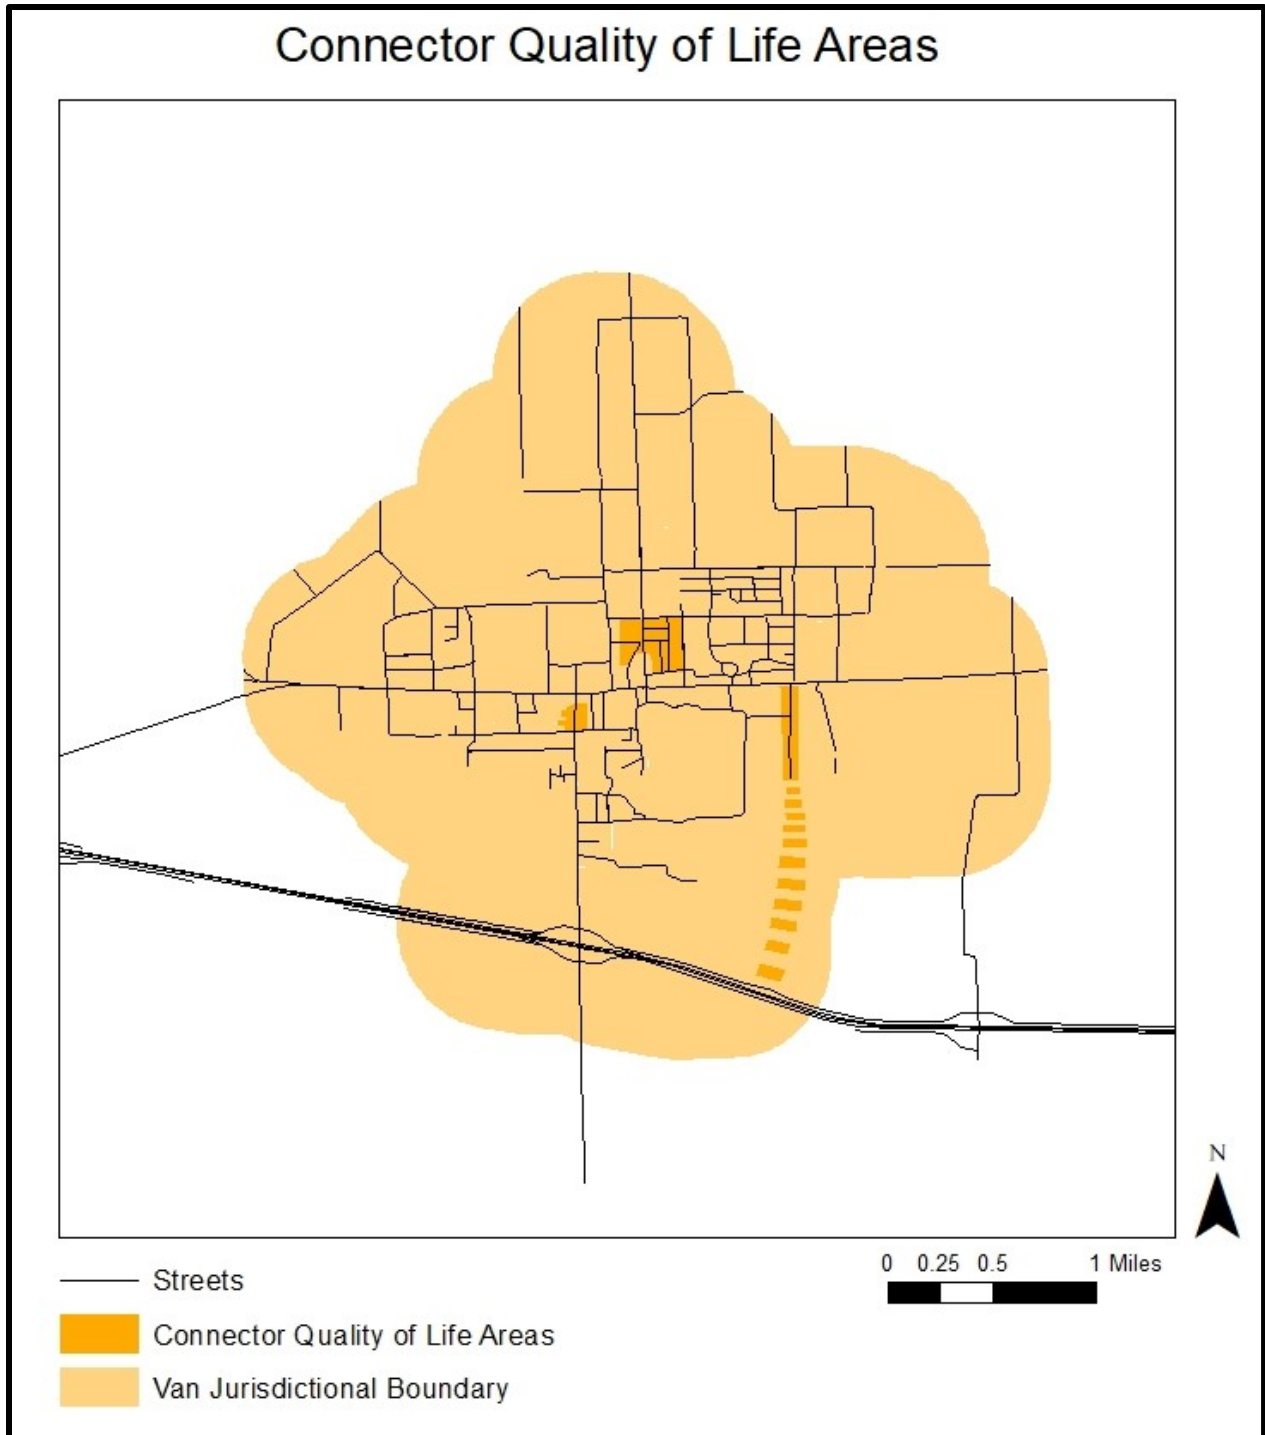 Connector Quality of Life Areas
N
0 0.25 0.5 1 Miles
Streets
Connector Quality of Life Areas
Van Jurisdictional Boundary